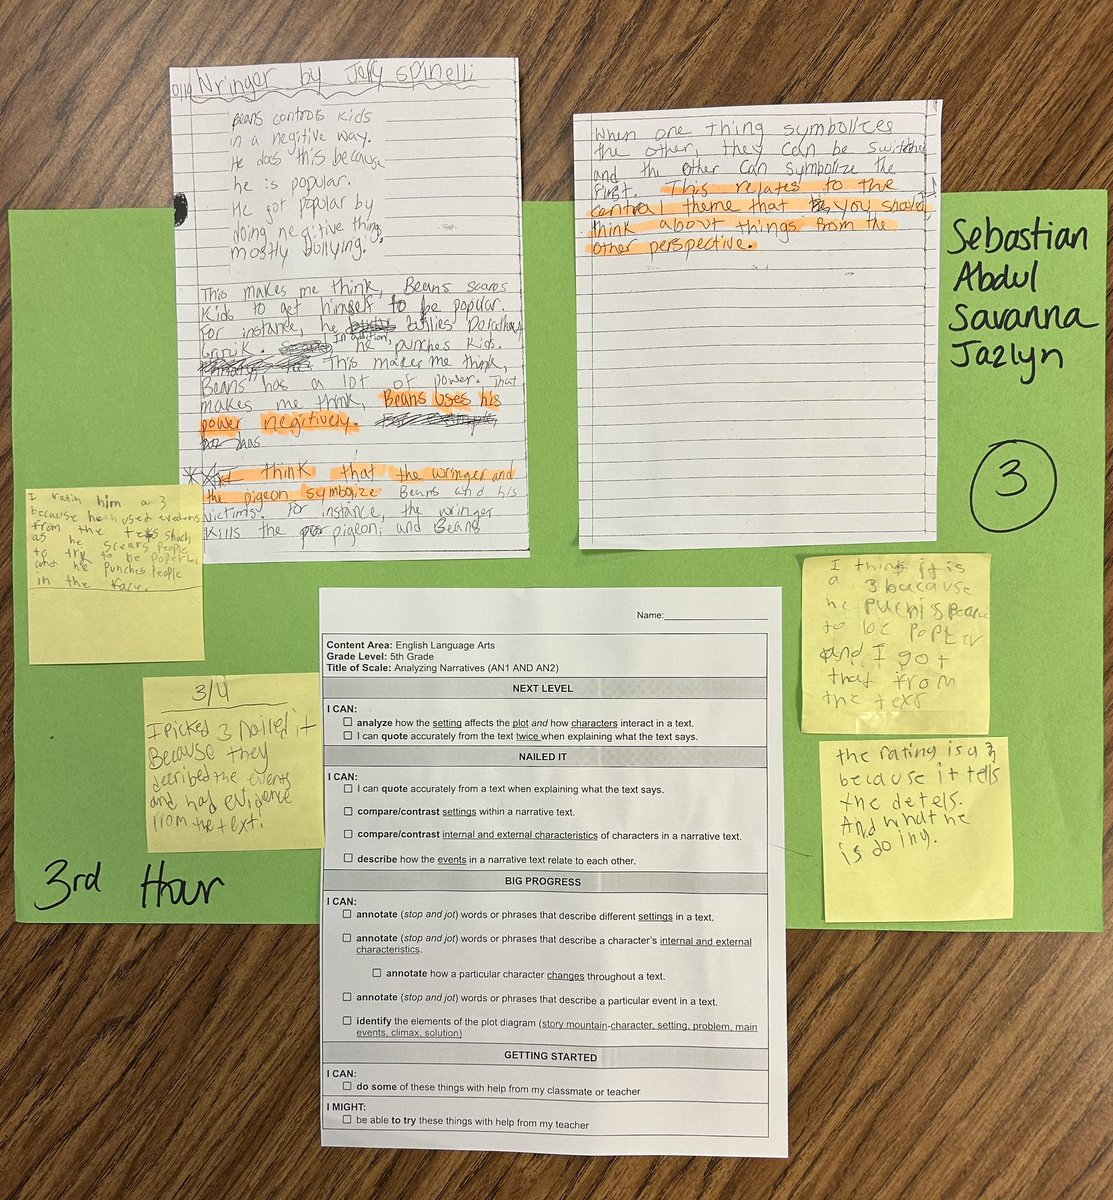 Wringer by Jerry Spinelli
Beans controls kids
in a negitive way.
He does this because
he is popular.
He got popular by
doing negitive things
mostly bullying.
This makes me think, Beans scares
Kids to get himself to be popular.
For instance, he bullies Dorothy
Gruzik. In addition, he punches kids.
This makes me think,
Beans has a lot of power. That
makes me think, Beans uses his
power negitively.
I think that the wringer and
the pigeon symbolize Beans and his
victims. For instance, the wringer
kills the pigeon, and Beans
When one thing symbolizes
the other, they can be switched
and the other can symbolize the
first. This relates to the
central theme that you should
think about things from the
other perspective.
Sebastian
Abdul
Savanna
Jazlyn
3
I ratin him a 3
because he used
from the such
as he scears people
to try to be
and he punches people
in the face.
3/4
I picked 3 nailed it
Because they
decribed the events
and had evidence
from the text!
3rd Hour
I think it is
a 3 bucause
he
to
and I got
that from
the text
the rating is a 3
because it tells
the detels.
And what he
is doing.
Name:
Content Area: English Language Arts
Grade Level: 5th Grade
Title of Scale: Analyzing Narratives (AN1 AND AN2)
NEXT LEVEL
I CAN:
analyze how the setting affects the plot and how characters interact in a text.
I can quote accurately from the text twice when explaining what the text says.
NAILED IT
I CAN:
I can quote accurately from a text when explaining what the text says.
compare/contrast settings within a narrative text.
compare/contrast internal and external characteristics of characters in a narrative text.
describe how the events in a narrative text relate to each other.
BIG PROGRESS
I CAN:
annotate (stop and jot) words or phrases that describe different settings in a text.
annotate (stop and jot) words or phrases that describe a character's internal and external
characteristics.
annotate how a particular character changes throughout a text.
annotate (stop and jot) words or phrases that describe a particular event in a text.
identify the elements of the plot diagram (story mountain-character, setting, problem, main
events, climax, solution)
GETTING STARTED
I CAN:
do some of these things with help from my classmate or teacher
I MIGHT:
be able to try these things with help from my teacher